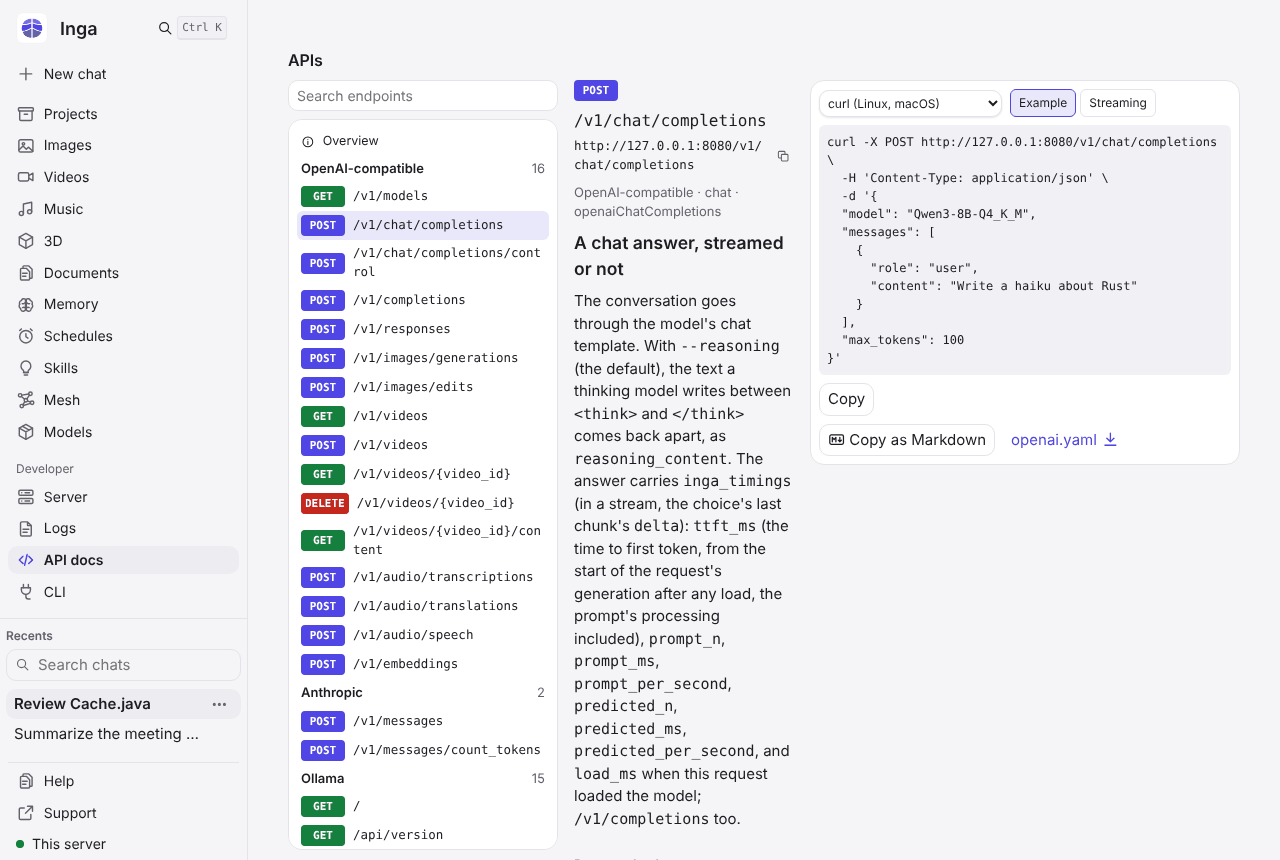 Inga
Ctrl K
New chat
Projects
Images
Videos
Music
3D
Documents
Memory
Schedules
Skills
Mesh
Models
Developer
Server
Logs
API docs
CLI
Recents
Search chats
Review Cache.java
Summarize the meeting ...
Help
Support
This server
APIs
Search endpoints
Overview
OpenAI-compatible 16
GET /v1/models
POST /v1/chat/completions
POST /v1/chat/completions/cont
rol
POST /v1/completions
POST /v1/responses
POST /v1/images/generations
POST /v1/images/edits
GET /v1/videos
POST /v1/videos
GET /v1/videos/{video_id}
DELETE /v1/videos/{video_id}
GET /v1/videos/{video_id}/con
tent
POST /v1/audio/transcriptions
POST /v1/audio/translations
POST /v1/audio/speech
POST /v1/embeddings
Anthropic 2
POST /v1/messages
POST /v1/messages/count_tokens
Ollama 15
GET /
GET /api/version
POST
/v1/chat/completions
http://127.0.0.1:8080/v1/
chat/completions
OpenAI-compatible · chat ·
openaiChatCompletions
A chat answer, streamed
or not
The conversation goes
through the model's chat
template. With --reasoning
(the default), the text a
thinking model writes between
<think> and </think>
comes back apart, as
reasoning_content. The
answer carries inga_timings
(in a stream, the choice's last
chunk's delta): ttft_ms (the
time to first token, from the
start of the request's
generation after any load, the
prompt's processing
included), prompt_n,
prompt_ms,
prompt_per_second,
predicted_n,
predicted_ms,
predicted_per_second, and
load_ms when this request
loaded the model;
/v1/completions too.
curl (Linux, macOS)
Example
Streaming
curl -X POST http://127.0.0.1:8080/v1/chat/completions
\
-H 'Content-Type: application/json' \
-d '{
"model": "Qwen3-8B-Q4_K_M",
"messages": [
{
"role": "user",
"content": "Write a haiku about Rust"
}
],
"max_tokens": 100
}'
Copy
Copy as Markdown
openai.yaml